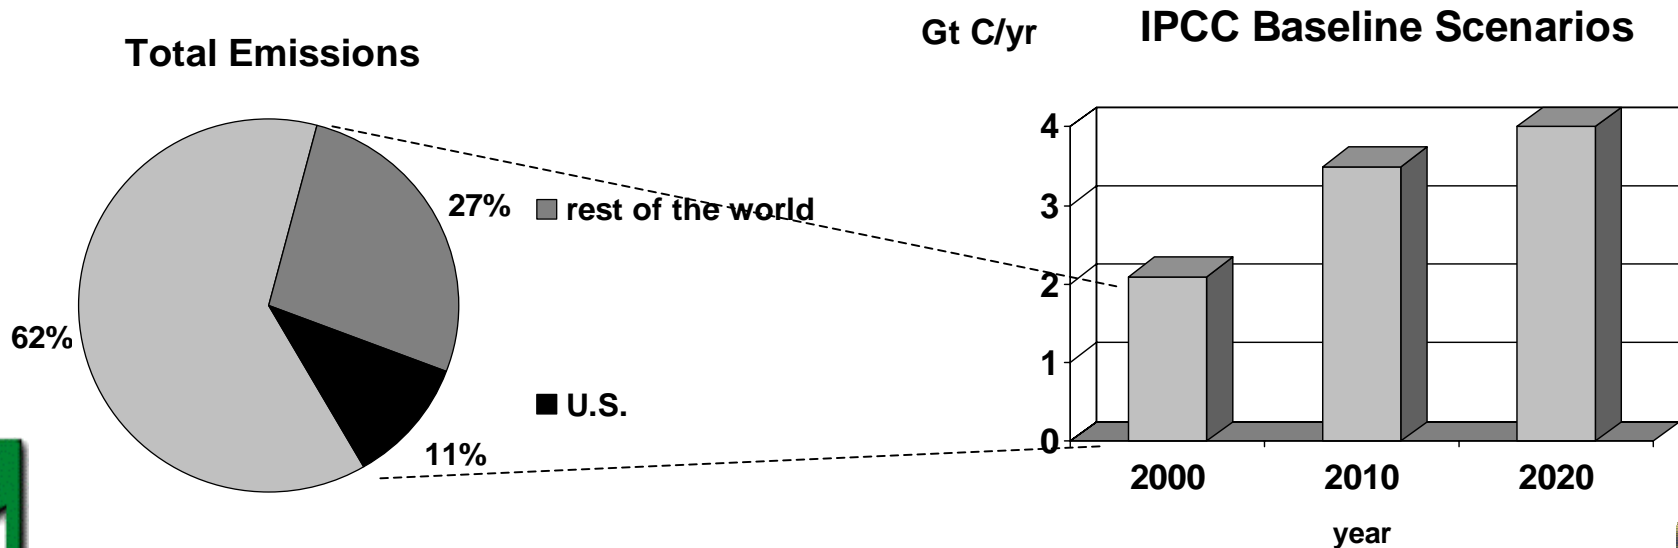 Total Emissions
27%
rest of the world
62%
U.S.
11%
Gt C/yr
IPCC Baseline Scenarios
4
3
2
1
0
2000 2010 2020
year